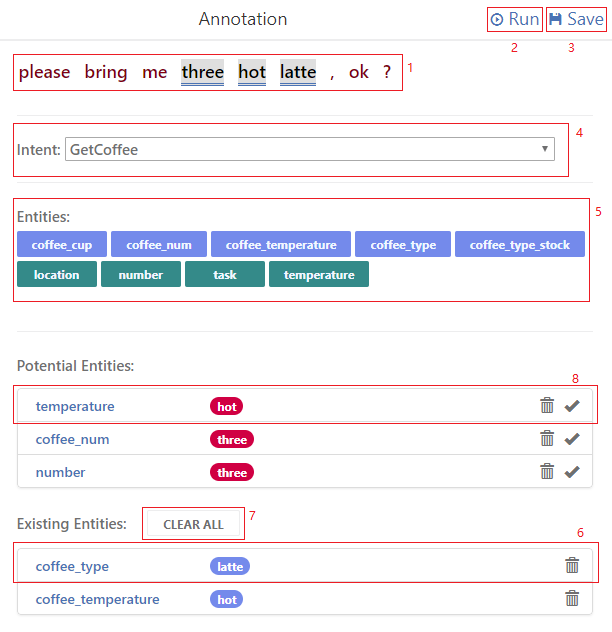 Annotation Run Save
2 3
please bring me three hot latte , ok ? 1
4
Intent: GetCoffee
5
Entities:
coffee_cup coffee_num coffee_temperature coffee_type coffee_type_stock
location number task temperature
Potential Entities:
8
temperature hot
coffee_num three
number three
Existing Entities: CLEAR ALL 7
6
coffee_type latte
coffee_temperature hot